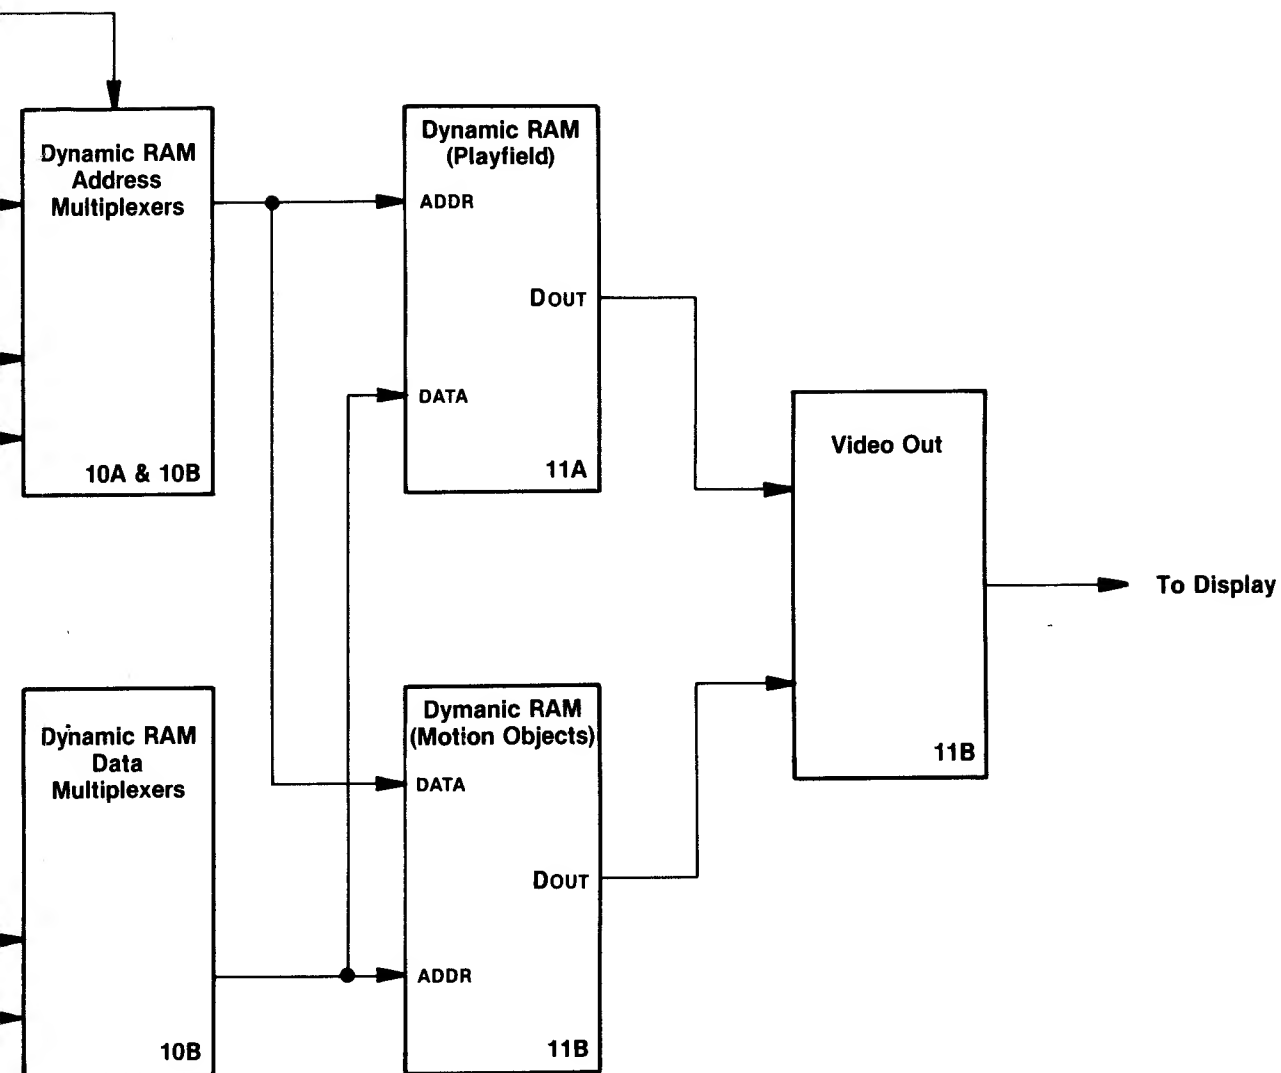 Dynamic RAM
Address
Multiplexers
10A & 10B
Dynamic RAM
(Playfield)
ADDR
DOUT
DATA
11A
Video Out
11B
To Display
Dynamic RAM
Data
Multiplexers
10B
Dymanic RAM
(Motion Objects)
DATA
DOUT
ADDR
11B